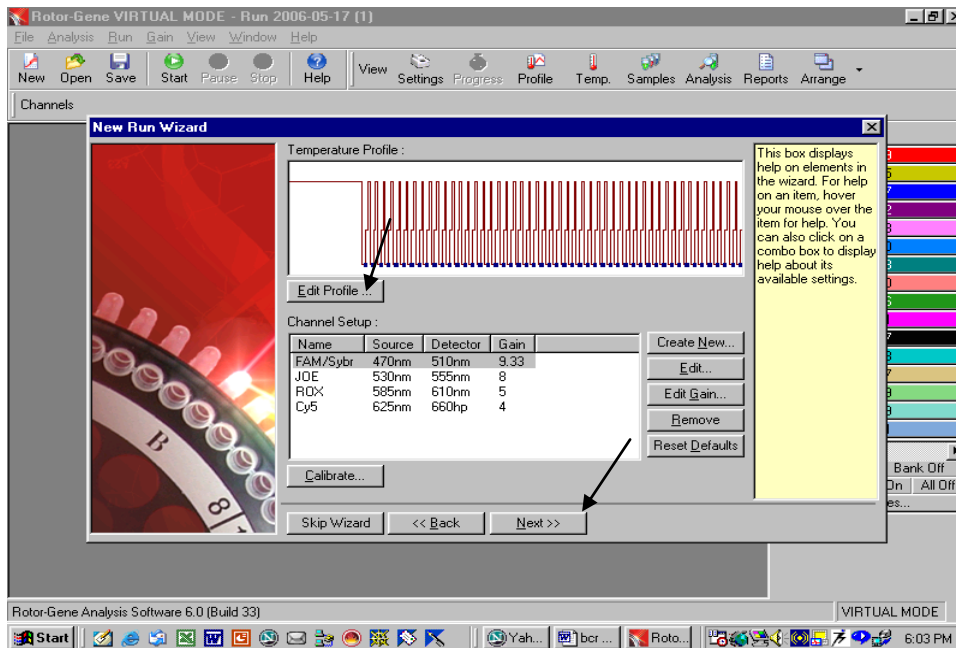 Rotor-Gene VIRTUAL MODE - Run 2006-05-17 (1)
File Analysis Run Gain View Window Help
New Open Save Start Pause Stop Help View Settings Progress Profile Temp. Samples Analysis Reports Arrange
Channels
New Run Wizard
Temperature Profile :
This box displays
help on elements in
the wizard. For help
on an item, hover
your mouse over the
item for help. You
can also click on a
combo box to display
help about its
available settings.
Edit Profile ...
Channel Setup :
Name Source Detector Gain
FAM/Sybr 470nm 510nm 9.33
JOE 530nm 555nm 8
ROX 585nm 610nm 5
Cy5 625nm 660hp 4
Create New...
Edit...
Edit Gain...
Remove
Reset Defaults
Calibrate...
Skip Wizard << Back Next >>
Bank Off
On All Off
es...
B
8
Rotor-Gene Analysis Software 6.0 (Build 33) VIRTUAL MODE
Start Yah... bcr ... Roto... 6:03 PM